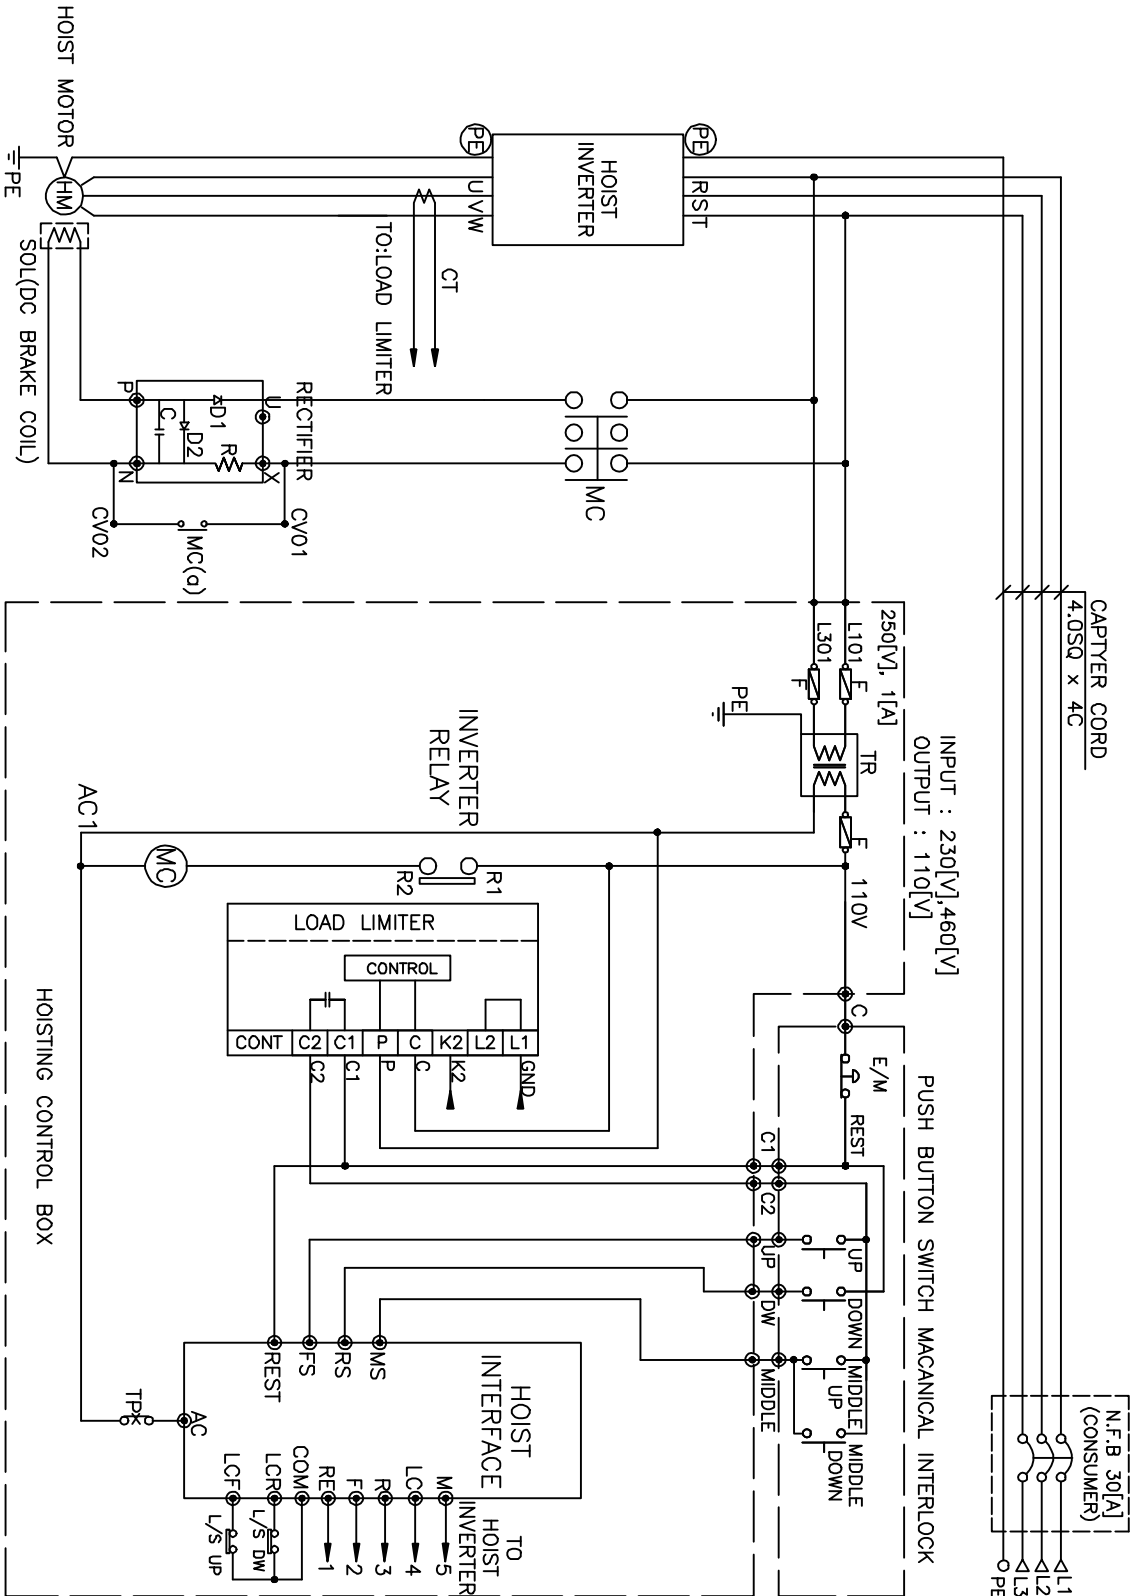 HOIST MOTOR
PE
HM
SOL(DC BRAKE COIL)
PE
U V W
HOIST
INVERTER
PE
R S T
CT
TO:LOAD LIMITER
RECTIFIER
P
N
U
X
D1
D2
C
R
CV01
CV02
MC(a)
MC
CAPTYER CORD
4.0SQ x 4C
N.F.B 30[A]
(CONSUMER)
L1
L2
L3
PE
250[V], 1[A]
L101
L301
F
F
TR
PE
F
INPUT : 230[V],460[V]
OUTPUT : 110[V]
110V
INVERTER
RELAY
R1
R2
MC
AC1
LOAD LIMITER
CONTROL
CONT
C2
C1
P
C
K2
L2
L1
C2
C1
P
C
K2
GND
HOISTING CONTROL BOX
C
E/M
REST
PUSH BUTTON SWITCH MACANICAL INTERLOCK
C1
C2
UP
DW
MIDDLE
UP
DOWN
MIDDLE
UP
MIDDLE
DOWN
HOIST
INTERFACE
REST
FS
RS
MS
AC
TP
LCF
LCR
COM
RE
F
R
LC
M
L/S UP
L/S DW
1
2
3
4
5
TO
HOIST
INVERTER